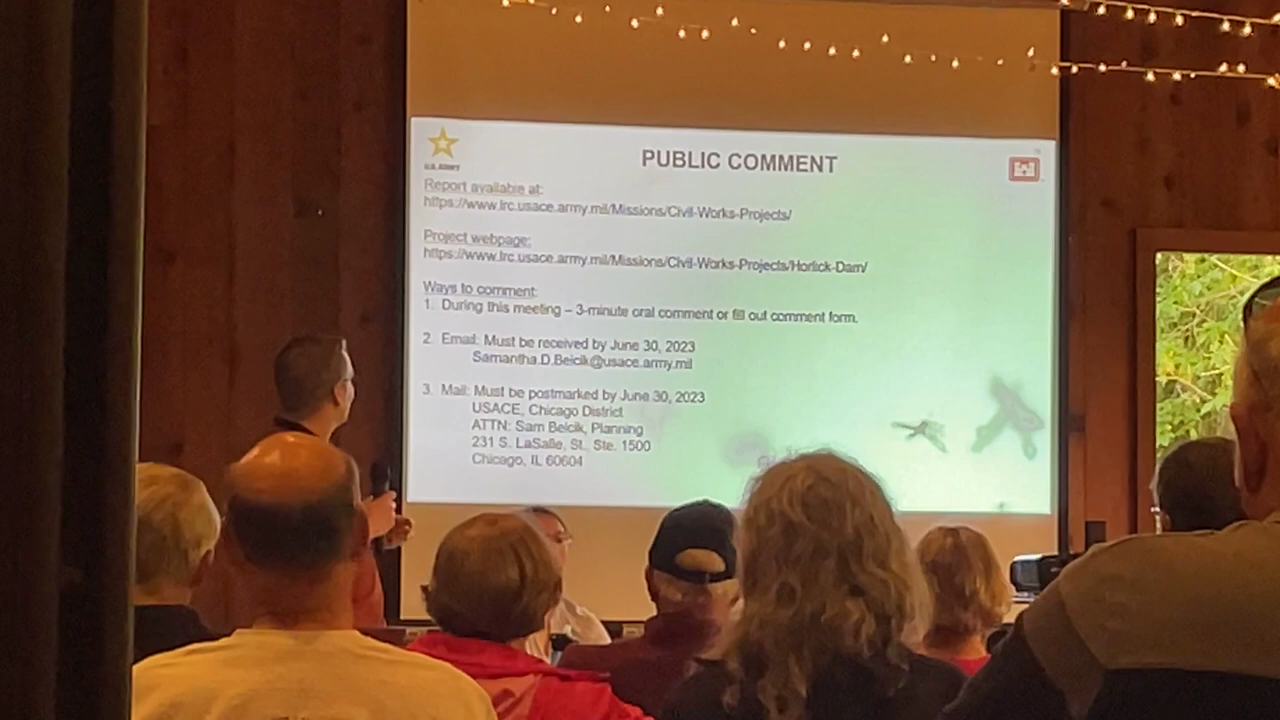 PUBLIC COMMENT
U.S. ARMY
Report available at:
https://www.lrc.usace.army.mil/Missions/Civil-Works-Projects/
Project webpage:
https://www.lrc.usace.army.mil/Missions/Civil-Works-Projects/Horlick-Dam/
Ways to comment:
1. During this meeting – 3-minute oral comment or fill out comment form.
2. Email: Must be received by June 30, 2023
Samantha.D.Belcik@usace.army.mil
3. Mail: Must be postmarked by June 30, 2023
USACE, Chicago District
ATTN: Sam Belcik, Planning
231 S. LaSalle, St. Ste. 1500
Chicago, IL 60604